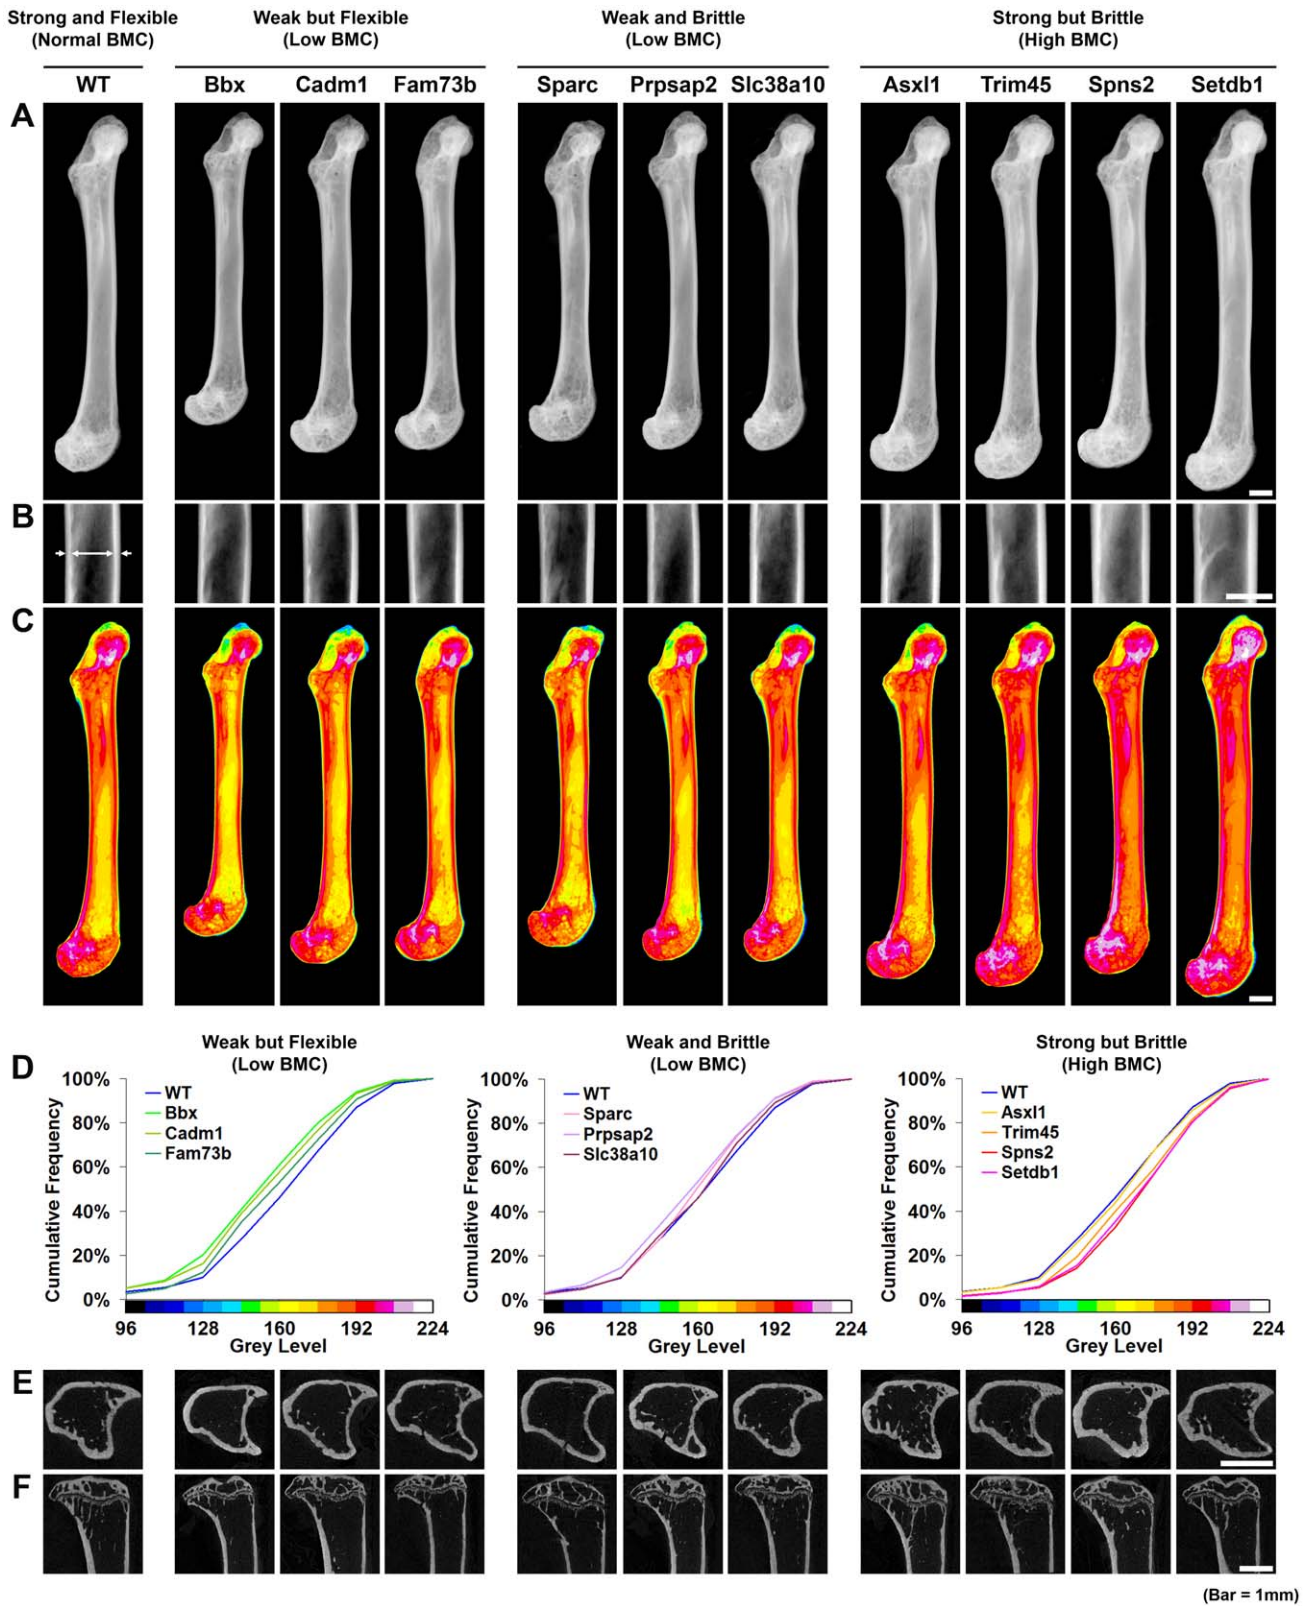 Strong and Flexible
(Normal BMC)
Weak but Flexible
(Low BMC)
Weak and Brittle
(Low BMC)
Strong but Brittle
(High BMC)
WT
Bbx
Cadm1
Fam73b
Sparc
Prpsap2
Slc38a10
Asxl1
Trim45
Spns2
Setdb1
A
B
C
D
Weak but Flexible
(Low BMC)
Cumulative Frequency
100%
80%
60%
40%
20%
0%
WT
Bbx
Cadm1
Fam73b
96
128
160
192
224
Grey Level
Weak and Brittle
(Low BMC)
Cumulative Frequency
100%
80%
60%
40%
20%
0%
WT
Sparc
Prpsap2
Slc38a10
96
128
160
192
224
Grey Level
Strong but Brittle
(High BMC)
Cumulative Frequency
100%
80%
60%
40%
20%
0%
WT
Asxl1
Trim45
Spns2
Setdb1
96
128
160
192
224
Grey Level
E
F
(Bar = 1mm)